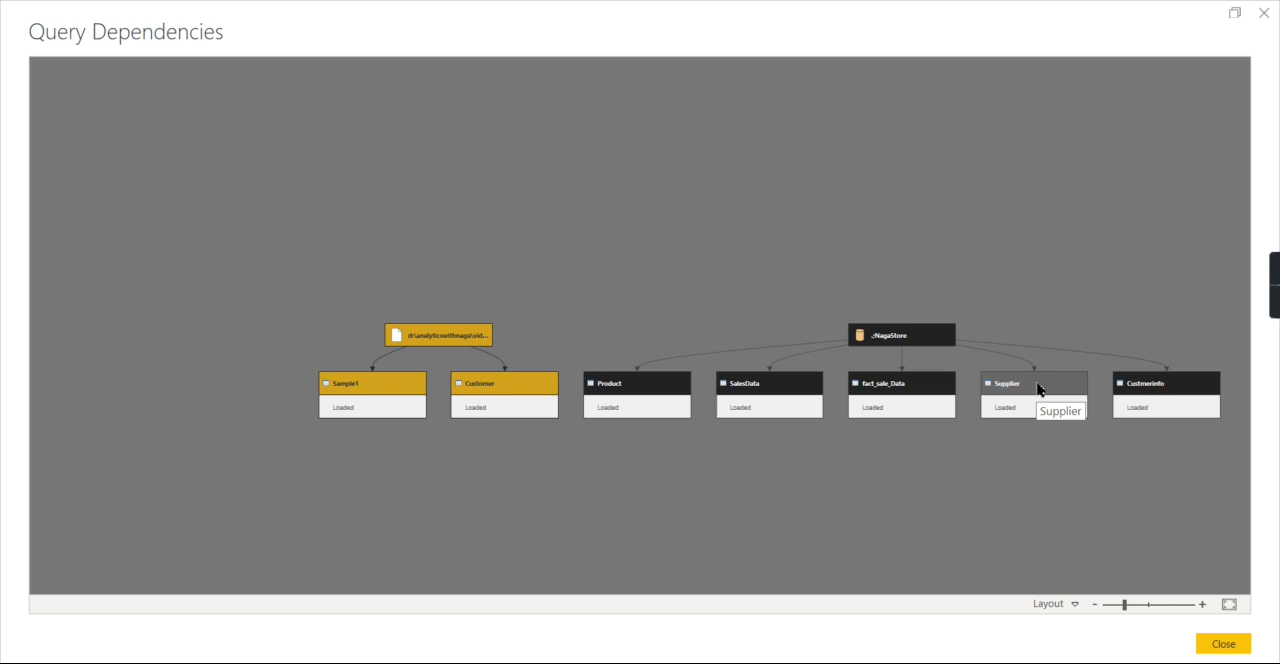 Query Dependencies
d:\analyticswithnaga\vid...
.;NagaStore
Sample1
Customer
Product
SalesData
fact_sale_Data
Supplier
Custmerinfo
Loaded
Loaded
Loaded
Loaded
Loaded
Loaded
Loaded
Supplier
Layout
Close